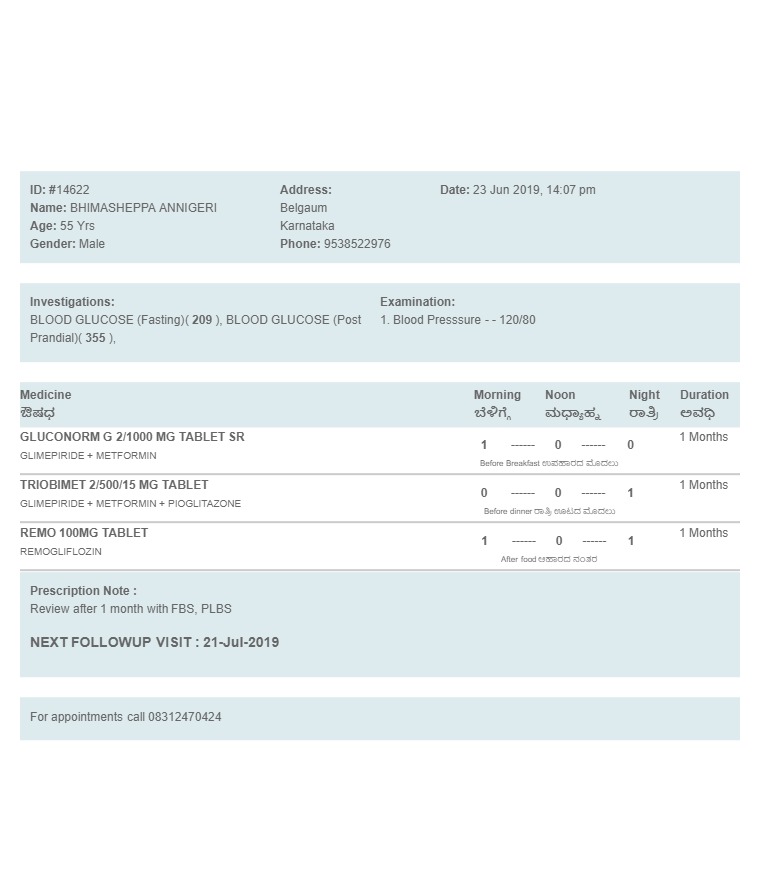 ID: #14622
Name: BHIMASHEPPA ANNIGERI
Age: 55 Yrs
Gender: Male
Address:
Belgaum
Karnataka
Phone: 9538522976
Date: 23 Jun 2019, 14:07 pm
Investigations:
BLOOD GLUCOSE (Fasting)( 209 ), BLOOD GLUCOSE (Post
Prandial)( 355 ),
Examination:
1. Blood Presssure - - 120/80
Medicine Morning Noon Night Duration
ಔಷಧ ಬೆಳಿಗ್ಗೆ ಮಧ್ಯಾಹ್ನ ರಾತ್ರಿ ಅವಧಿ
GLUCONORM G 2/1000 MG TABLET SR 1 ------ 0 ------ 0 1 Months
GLIMEPIRIDE + METFORMIN Before Breakfast ಉಪಹಾರದ ಮೊದಲು
TRIOBIMET 2/500/15 MG TABLET 0 ------ 0 ------ 1 1 Months
GLIMEPIRIDE + METFORMIN + PIOGLITAZONE Before dinner ರಾತ್ರಿ ಊಟದ ಮೊದಲು
REMO 100MG TABLET 1 ------ 0 ------ 1 1 Months
REMOGLIFLOZIN After food ಆಹಾರದ ನಂತರ
Prescription Note :
Review after 1 month with FBS, PLBS
NEXT FOLLOWUP VISIT : 21-Jul-2019
For appointments call 08312470424